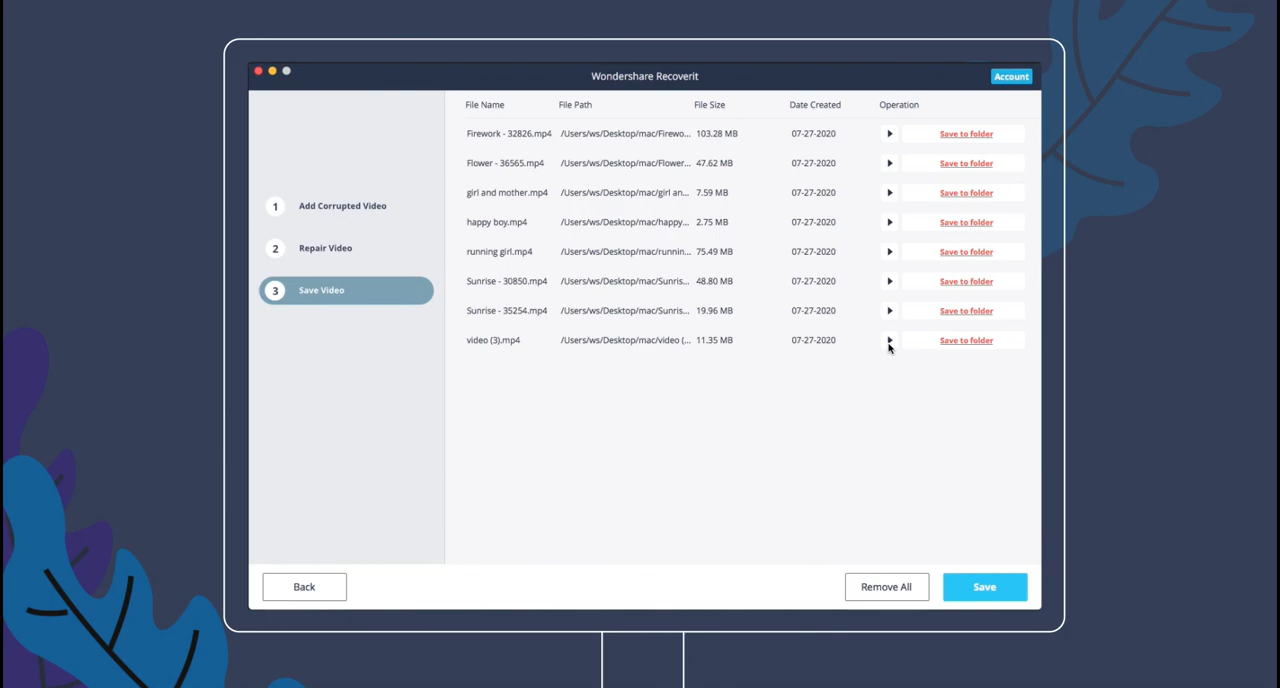 Wondershare Recoverit
Account
File Name File Path File Size Date Created Operation
Firework - 32826.mp4 /Users/ws/Desktop/mac/Firewo... 103.28 MB 07-27-2020 Save to folder
Flower - 36565.mp4 /Users/ws/Desktop/mac/Flower... 47.62 MB 07-27-2020 Save to folder
girl and mother.mp4 /Users/ws/Desktop/mac/girl an... 7.59 MB 07-27-2020 Save to folder
happy boy.mp4 /Users/ws/Desktop/mac/happy... 2.75 MB 07-27-2020 Save to folder
running girl.mp4 /Users/ws/Desktop/mac/runnin... 75.49 MB 07-27-2020 Save to folder
Sunrise - 30850.mp4 /Users/ws/Desktop/mac/Sunris... 48.80 MB 07-27-2020 Save to folder
Sunrise - 35254.mp4 /Users/ws/Desktop/mac/Sunris... 19.96 MB 07-27-2020 Save to folder
video (3).mp4 /Users/ws/Desktop/mac/video (... 11.35 MB 07-27-2020 Save to folder
1 Add Corrupted Video
2 Repair Video
3 Save Video
Back
Remove All
Save